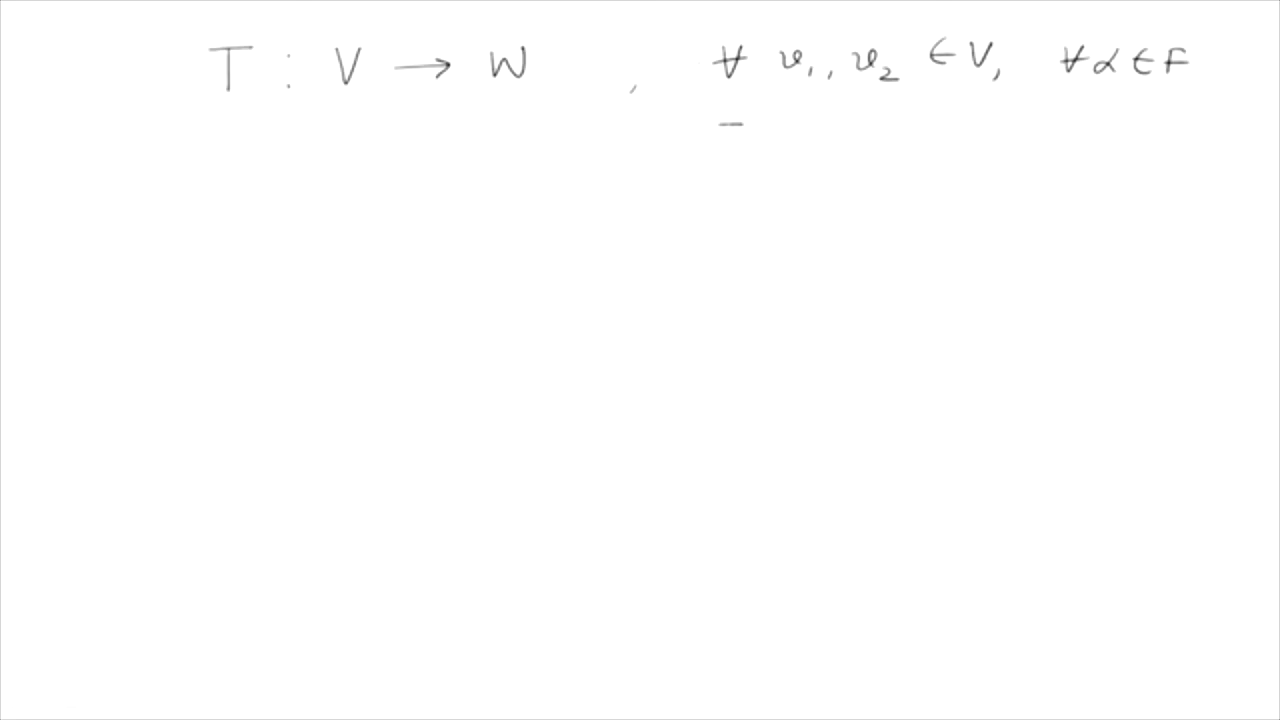 T : V → W , ∀ v₁, v₂ ∈ V, ∀ α ∈ F
–